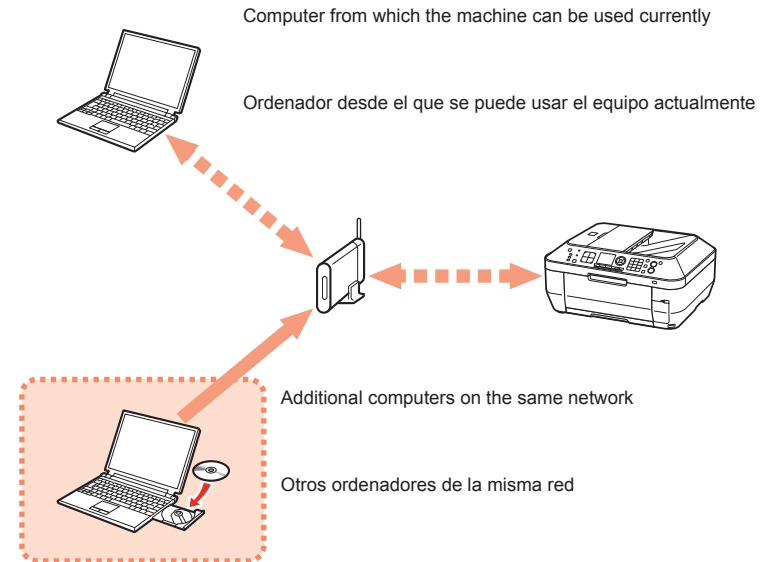 Computer from which the machine can be used currently
Ordenador desde el que se puede usar el equipo actualmente
Additional computers on the same network
Otros ordenadores de la misma red